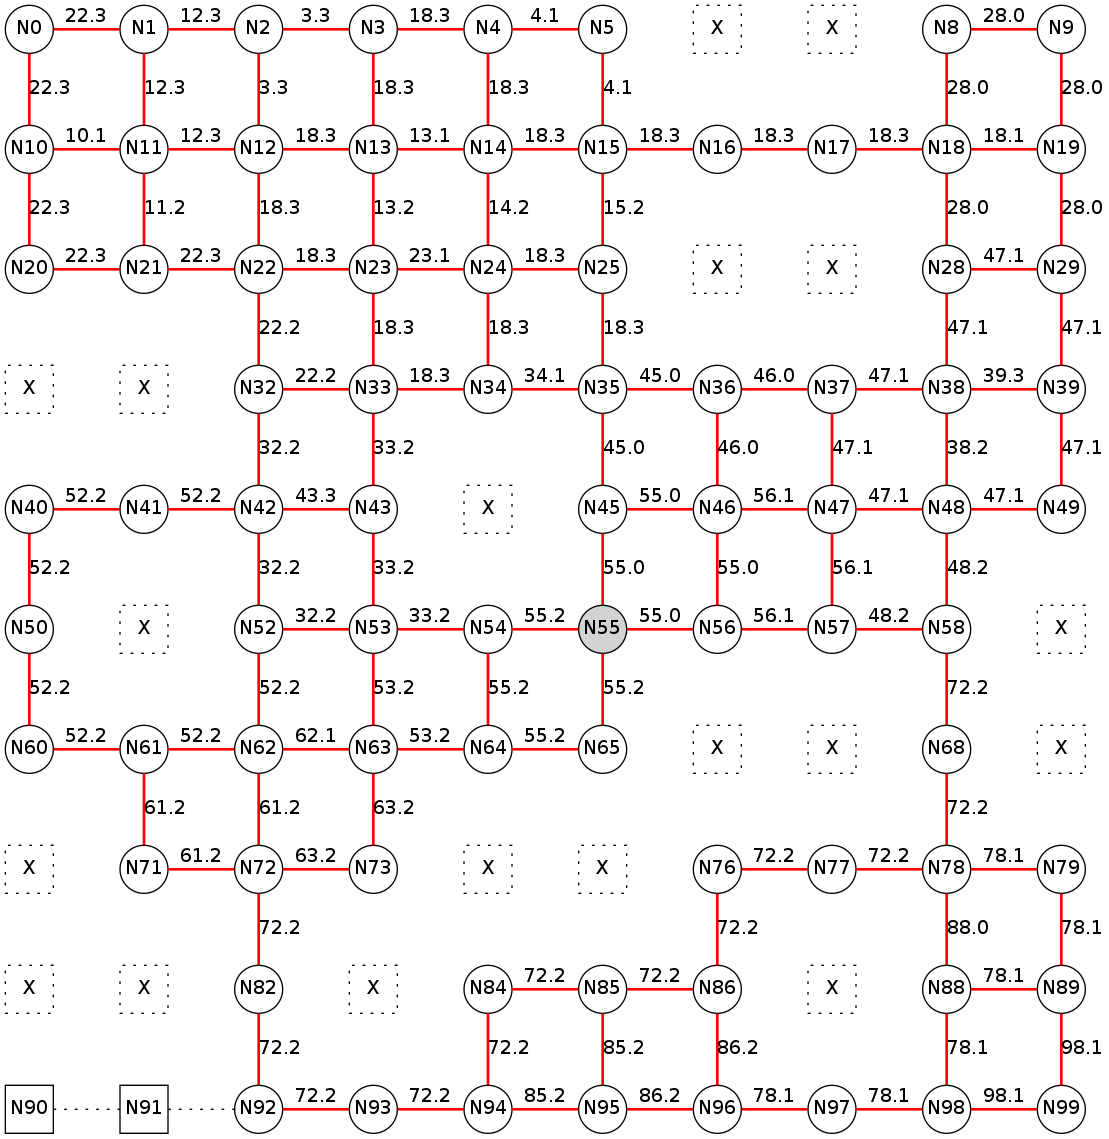 22.3 12.3 3.3 18.3 4.1 28.0
N0 N1 N2 N3 N4 N5 X X N8 N9
22.3 12.3 3.3 18.3 18.3 4.1 28.0 28.0
10.1 12.3 18.3 13.1 18.3 18.3 18.3 18.3 18.1
N10 N11 N12 N13 N14 N15 N16 N17 N18 N19
22.3 11.2 18.3 13.2 14.2 15.2 28.0 28.0
22.3 22.3 18.3 23.1 18.3 47.1
N20 N21 N22 N23 N24 N25 X X N28 N29
22.2 18.3 18.3 18.3 47.1 47.1
22.2 18.3 34.1 45.0 46.0 47.1 39.3
X X N32 N33 N34 N35 N36 N37 N38 N39
32.2 33.2 45.0 46.0 47.1 38.2 47.1
52.2 52.2 43.3 55.0 56.1 47.1 47.1
N40 N41 N42 N43 X N45 N46 N47 N48 N49
52.2 32.2 33.2 55.0 55.0 56.1 48.2
32.2 33.2 55.2 55.0 56.1 48.2
N50 X N52 N53 N54 N55 N56 N57 N58 X
52.2 52.2 53.2 55.2 55.2 72.2
52.2 52.2 62.1 53.2 55.2
N60 N61 N62 N63 N64 N65 X X N68 X
61.2 61.2 63.2 72.2
61.2 63.2 72.2 72.2 78.1
X N71 N72 N73 X X N76 N77 N78 N79
72.2 72.2 88.0 78.1
72.2 72.2 78.1
X X N82 X N84 N85 N86 X N88 N89
72.2 72.2 85.2 86.2 78.1 98.1
72.2 72.2 85.2 86.2 78.1 78.1 98.1
N90 N91 N92 N93 N94 N95 N96 N97 N98 N99